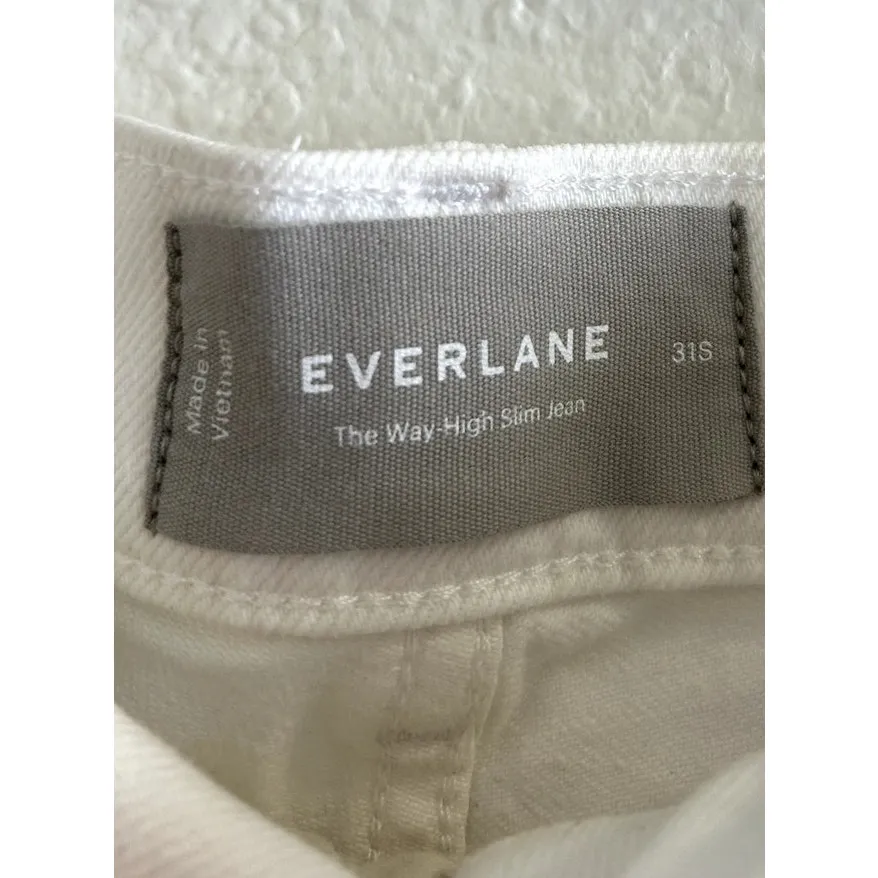 Made in
Vietnam
EVERLANE
The Way-High Slim Jean
31S